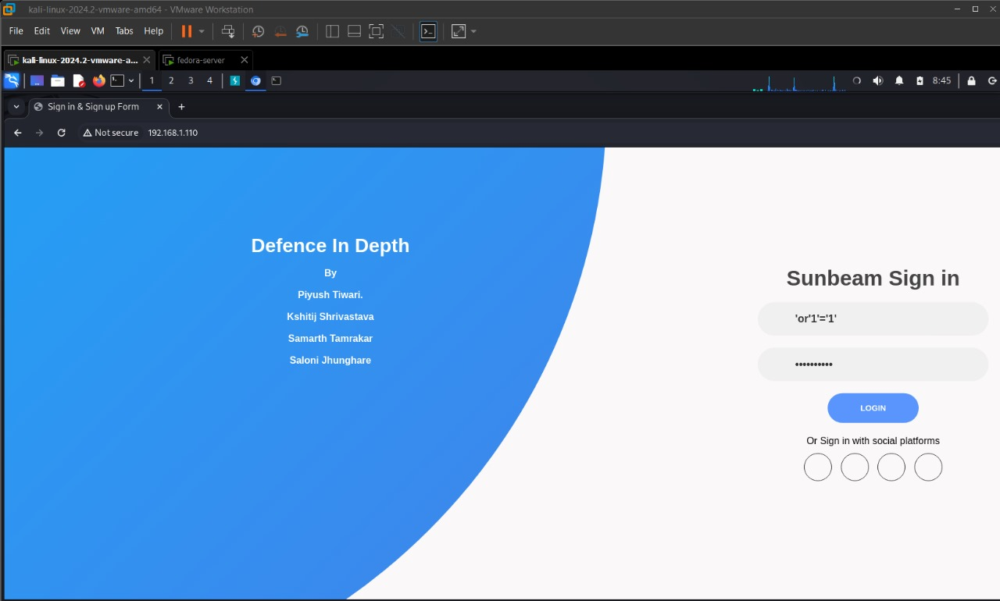 kali-linux-2024.2-vmware-amd64 - VMware Workstation
File Edit View VM Tabs Help
kali-linux-2024.2-vmware-a... fedora-server
1 2 3 4 8:45
Sign in & Sign up Form
Not secure 192.168.1.110
Defence In Depth
By
Piyush Tiwari.
Kshitij Shrivastava
Samarth Tamrakar
Saloni Jhunghare
Sunbeam Sign in
'or'1'='1'
••••••••••
LOGIN
Or Sign in with social platforms